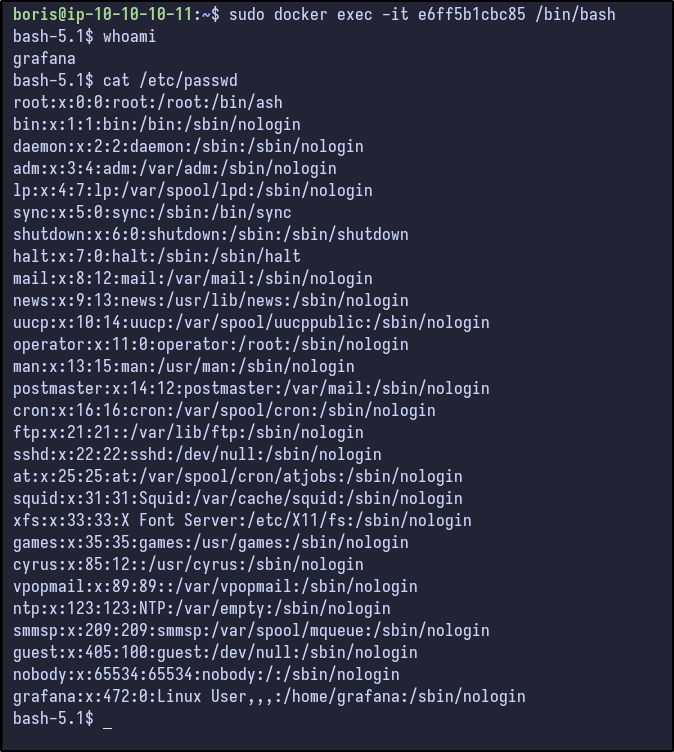 boris@ip-10-10-10-11:~$ sudo docker exec -it e6ff5b1cbc85 /bin/bash
bash-5.1$ whoami
grafana
bash-5.1$ cat /etc/passwd
root:x:0:0:root:/root:/bin/ash
bin:x:1:1:bin:/bin:/sbin/nologin
daemon:x:2:2:daemon:/sbin:/sbin/nologin
adm:x:3:4:adm:/var/adm:/sbin/nologin
lp:x:4:7:lp:/var/spool/lpd:/sbin/nologin
sync:x:5:0:sync:/sbin:/bin/sync
shutdown:x:6:0:shutdown:/sbin:/sbin/shutdown
halt:x:7:0:halt:/sbin:/sbin/halt
mail:x:8:12:mail:/var/mail:/sbin/nologin
news:x:9:13:news:/usr/lib/news:/sbin/nologin
uucp:x:10:14:uucp:/var/spool/uucppublic:/sbin/nologin
operator:x:11:0:operator:/root:/sbin/nologin
man:x:13:15:man:/usr/man:/sbin/nologin
postmaster:x:14:12:postmaster:/var/mail:/sbin/nologin
cron:x:16:16:cron:/var/spool/cron:/sbin/nologin
ftp:x:21:21::/var/lib/ftp:/sbin/nologin
sshd:x:22:22:sshd:/dev/null:/sbin/nologin
at:x:25:25:at:/var/spool/cron/atjobs:/sbin/nologin
squid:x:31:31:Squid:/var/cache/squid:/sbin/nologin
xfs:x:33:33:X Font Server:/etc/X11/fs:/sbin/nologin
games:x:35:35:games:/usr/games:/sbin/nologin
cyrus:x:85:12::/usr/cyrus:/sbin/nologin
vpopmail:x:89:89::/var/vpopmail:/sbin/nologin
ntp:x:123:123:NTP:/var/empty:/sbin/nologin
smmsp:x:209:209:smmsp:/var/spool/mqueue:/sbin/nologin
guest:x:405:100:guest:/dev/null:/sbin/nologin
nobody:x:65534:65534:nobody:/:/sbin/nologin
grafana:x:472:0:Linux User,,,:/home/grafana:/sbin/nologin
bash-5.1$ _